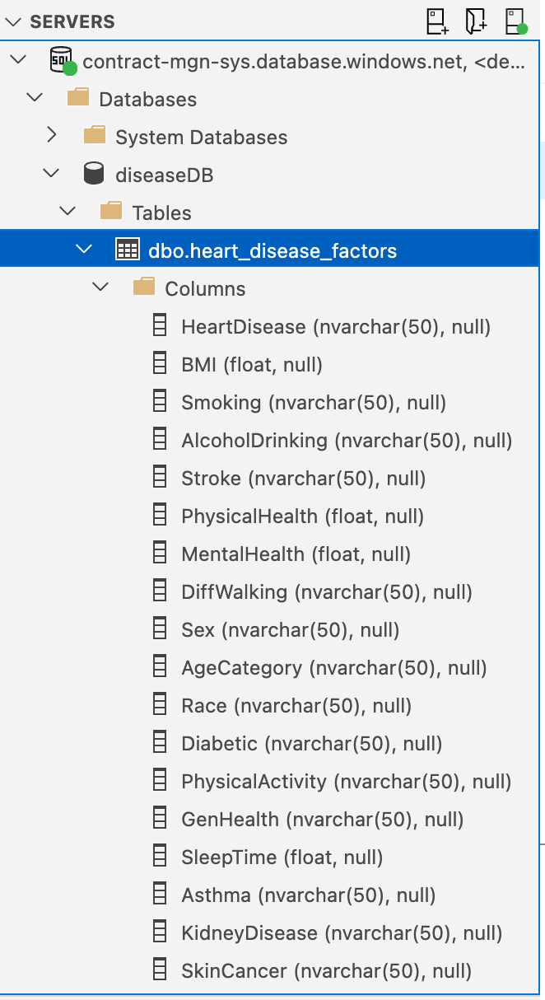 SERVERS
SQL
contract-mgn-sys.database.windows.net, <de...
Databases
System Databases
diseaseDB
Tables
dbo.heart_disease_factors
Columns
HeartDisease (nvarchar(50), null)
BMI (float, null)
Smoking (nvarchar(50), null)
AlcoholDrinking (nvarchar(50), null)
Stroke (nvarchar(50), null)
PhysicalHealth (float, null)
MentalHealth (float, null)
DiffWalking (nvarchar(50), null)
Sex (nvarchar(50), null)
AgeCategory (nvarchar(50), null)
Race (nvarchar(50), null)
Diabetic (nvarchar(50), null)
PhysicalActivity (nvarchar(50), null)
GenHealth (nvarchar(50), null)
SleepTime (float, null)
Asthma (nvarchar(50), null)
KidneyDisease (nvarchar(50), null)
SkinCancer (nvarchar(50), null)